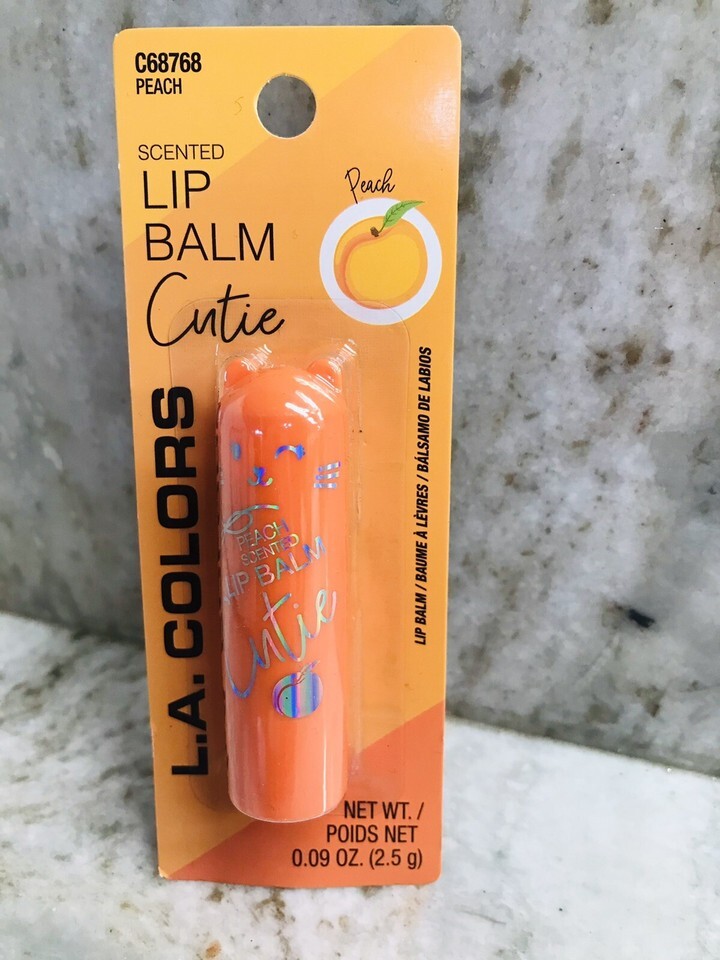 C68768
PEACH
SCENTED
LIP
BALM
Cutie
Peach
L.A. COLORS
LIP BALM / BAUME À LÈVRES / BÁLSAMO DE LABIOS
PEACH
SCENTED
LIP BALM
Cutie
NET WT. /
POIDS NET
0.09 OZ. (2.5 g)